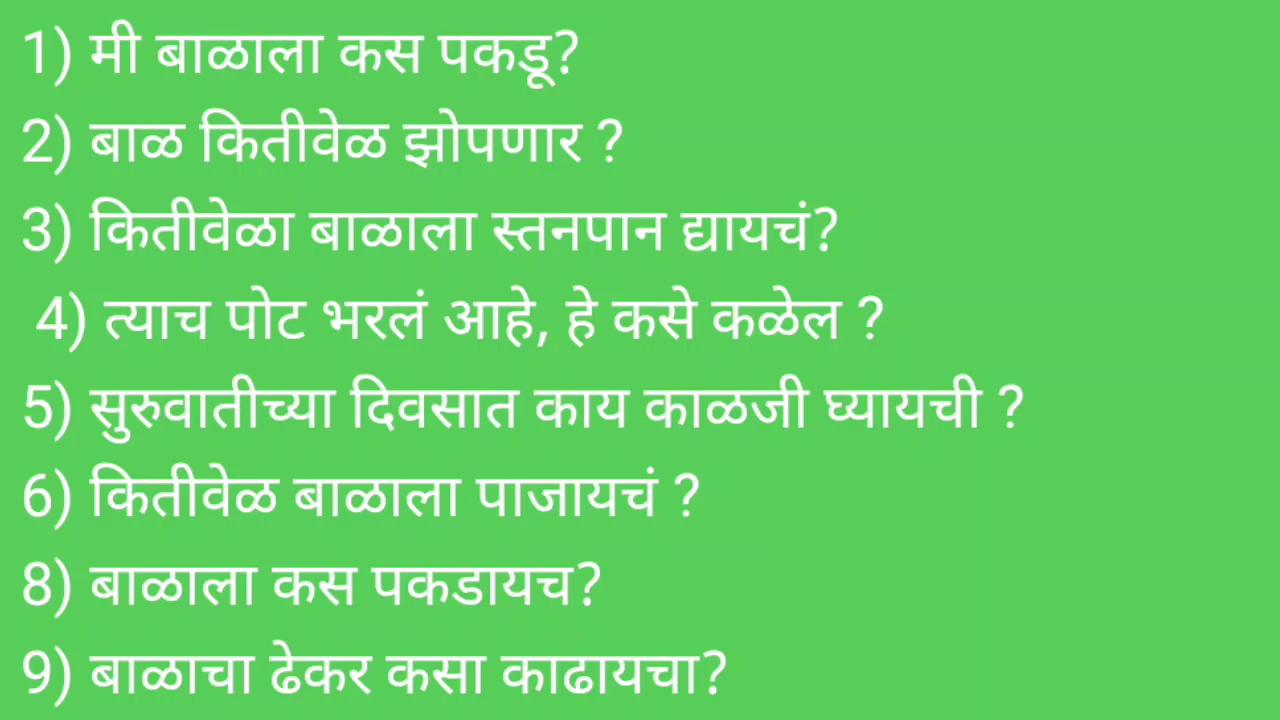 1) मी बाळाला कस पकडू?
2) बाळ कितीवेळ झोपणार ?
3) कितीवेळा बाळाला स्तनपान द्यायचं?
4) त्याच पोट भरलं आहे, हे कसे कळेल ?
5) सुरुवातीच्या दिवसात काय काळजी घ्यायची ?
6) कितीवेळ बाळाला पाजायचं ?
8) बाळाला कस पकडायच?
9) बाळाचा ढेकर कसा काढायचा?